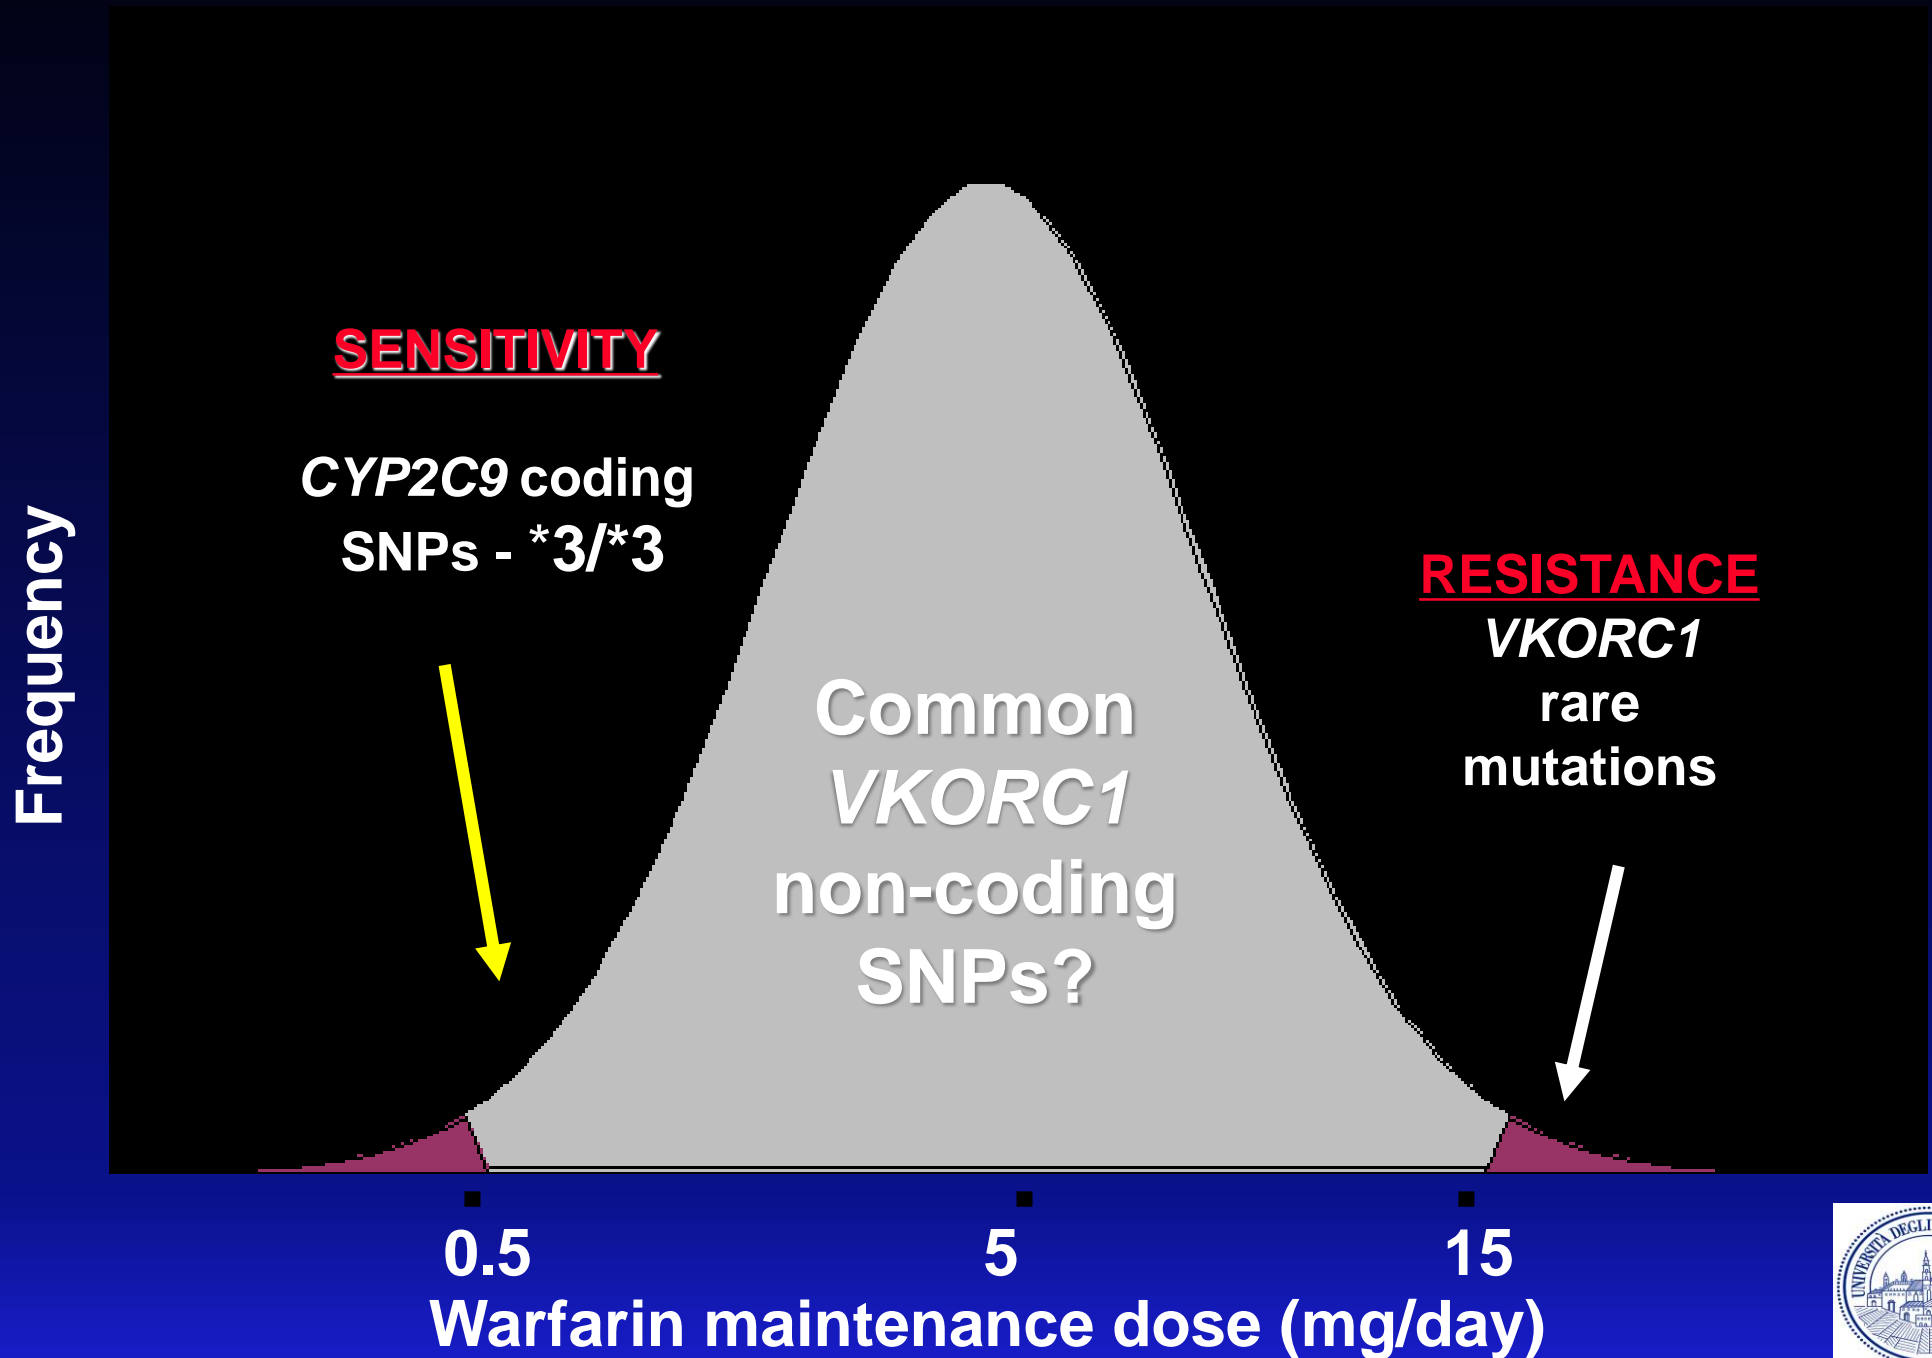 SENSITIVITY
CYP2C9 coding
SNPs - *3/*3
RESISTANCE
VKORC1
rare
mutations
Common
VKORC1
non-coding
SNPs?
Frequency
0.5 5 15
Warfarin maintenance dose (mg/day)
DEGLI